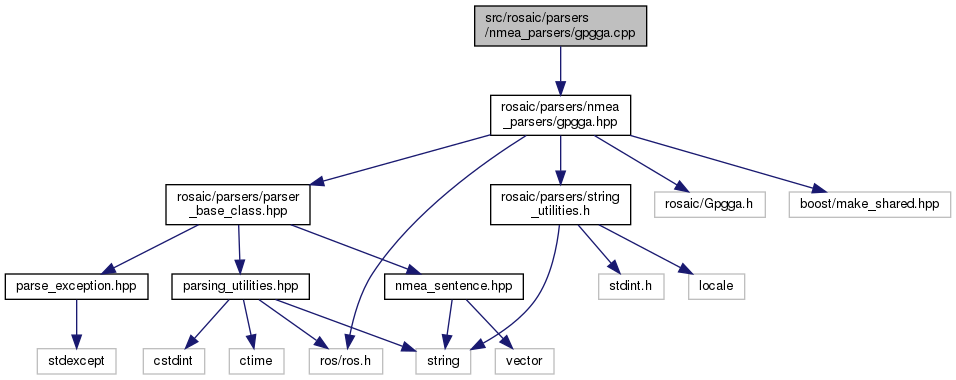 src/rosaic/parsers
/nmea_parsers/gpgga.cpp
rosaic/parsers/nmea
_parsers/gpgga.hpp
rosaic/parsers/parser
_base_class.hpp
rosaic/parsers/string
_utilities.h
rosaic/Gpgga.h
boost/make_shared.hpp
parse_exception.hpp
parsing_utilities.hpp
nmea_sentence.hpp
stdint.h
locale
stdexcept
cstdint
ctime
ros/ros.h
string
vector